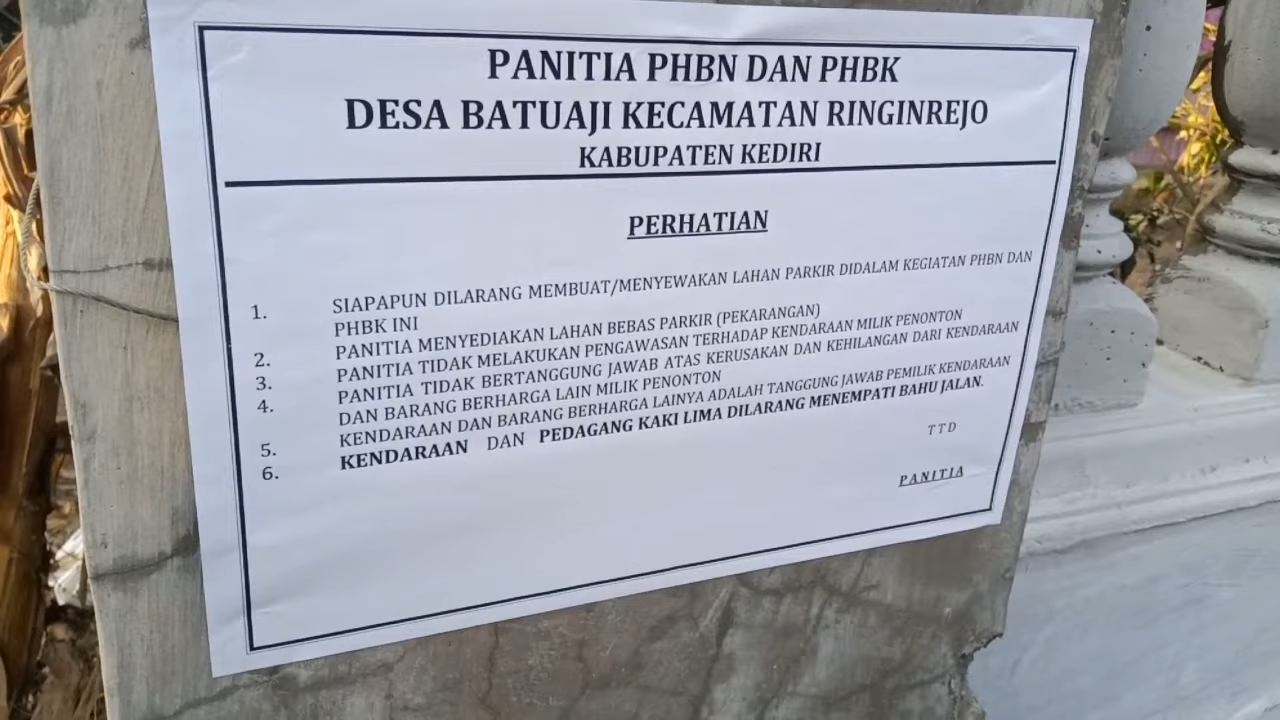 PANITIA PHBN DAN PHBK
DESA BATUAJI KECAMATAN RINGINREJO
KABUPATEN KEDIRI
PERHATIAN
1. SIAPAPUN DILARANG MEMBUAT/MENYEWAKAN LAHAN PARKIR DIDALAM KEGIATAN PHBN DAN
PHBK INI
2. PANITIA MENYEDIAKAN LAHAN BEBAS PARKIR (PEKARANGAN)
3. PANITIA TIDAK MELAKUKAN PENGAWASAN TERHADAP KENDARAAN MILIK PENONTON
4. PANITIA TIDAK BERTANGGUNG JAWAB ATAS KERUSAKAN DAN KEHILANGAN DARI KENDARAAN
DAN BARANG BERHARGA LAIN MILIK PENONTON
5. KENDARAAN DAN BARANG BERHARGA LAINYA ADALAH TANGGUNG JAWAB PEMILIK KENDARAAN
6. KENDARAAN DAN PEDAGANG KAKI LIMA DILARANG MENEMPATI BAHU JALAN.
TTD
PANITIA